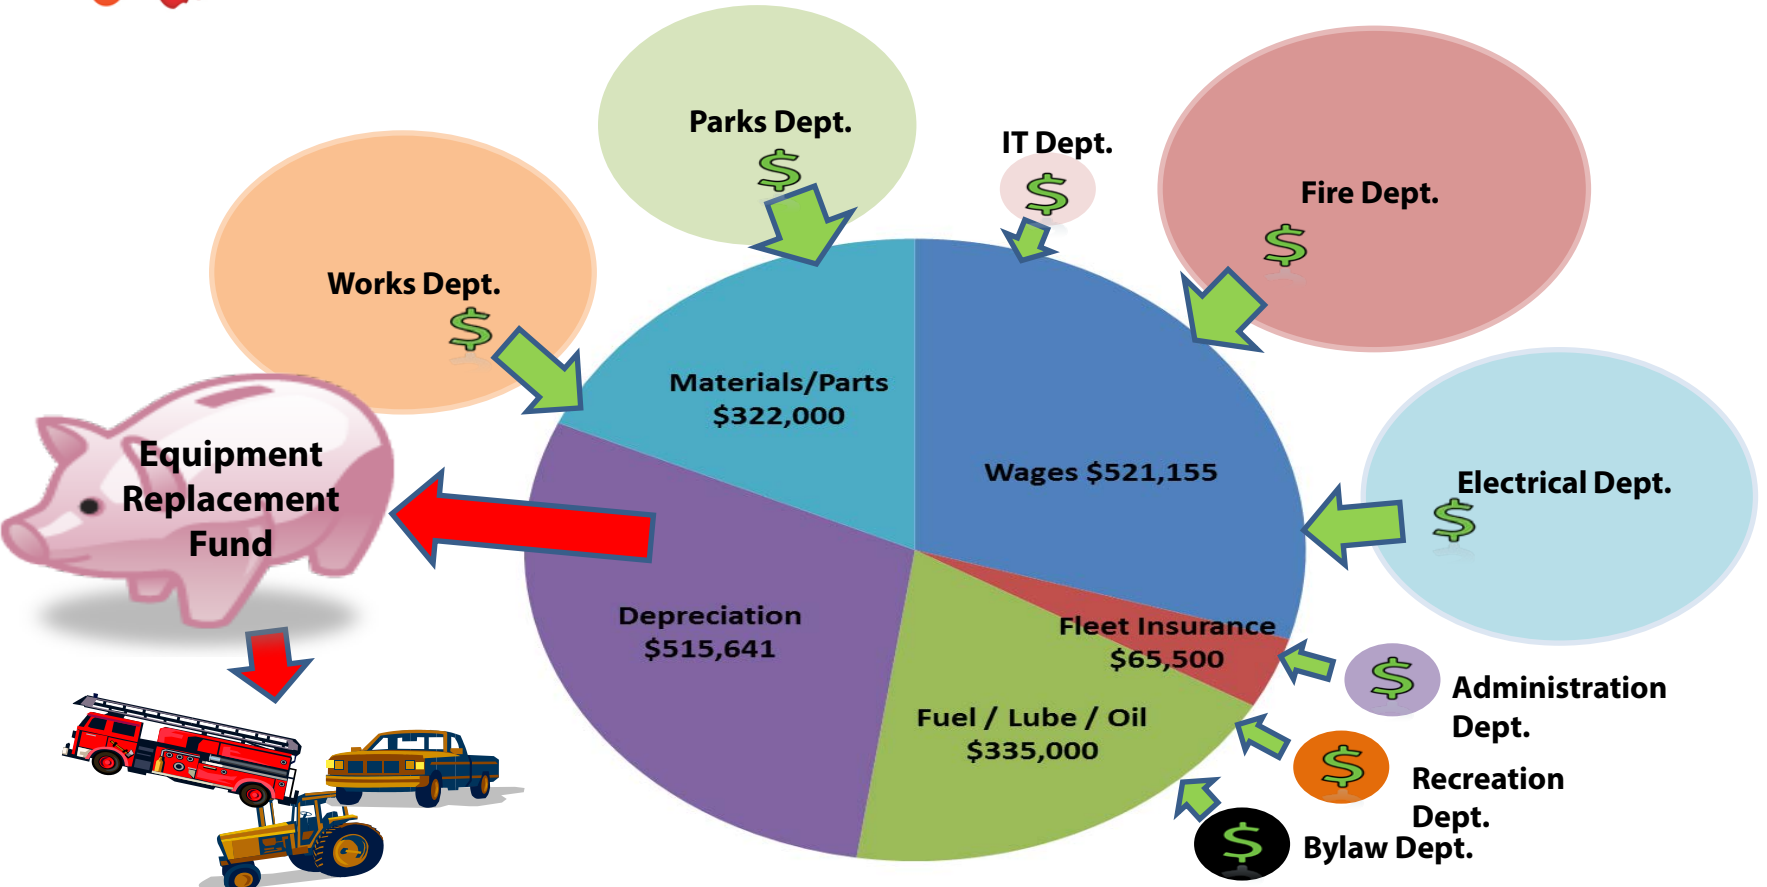 Parks Dept.
IT Dept.
Fire Dept.
Works Dept.
Materials/Parts
$322,000
Equipment
Replacement
Fund
Wages $521,155
Electrical Dept.
Depreciation
$515,641
Fleet Insurance
$65,500
Fuel / Lube / Oil
$335,000
Administration
Dept.
Recreation
Dept.
Bylaw Dept.
$
$
$
$
$
$
$
$